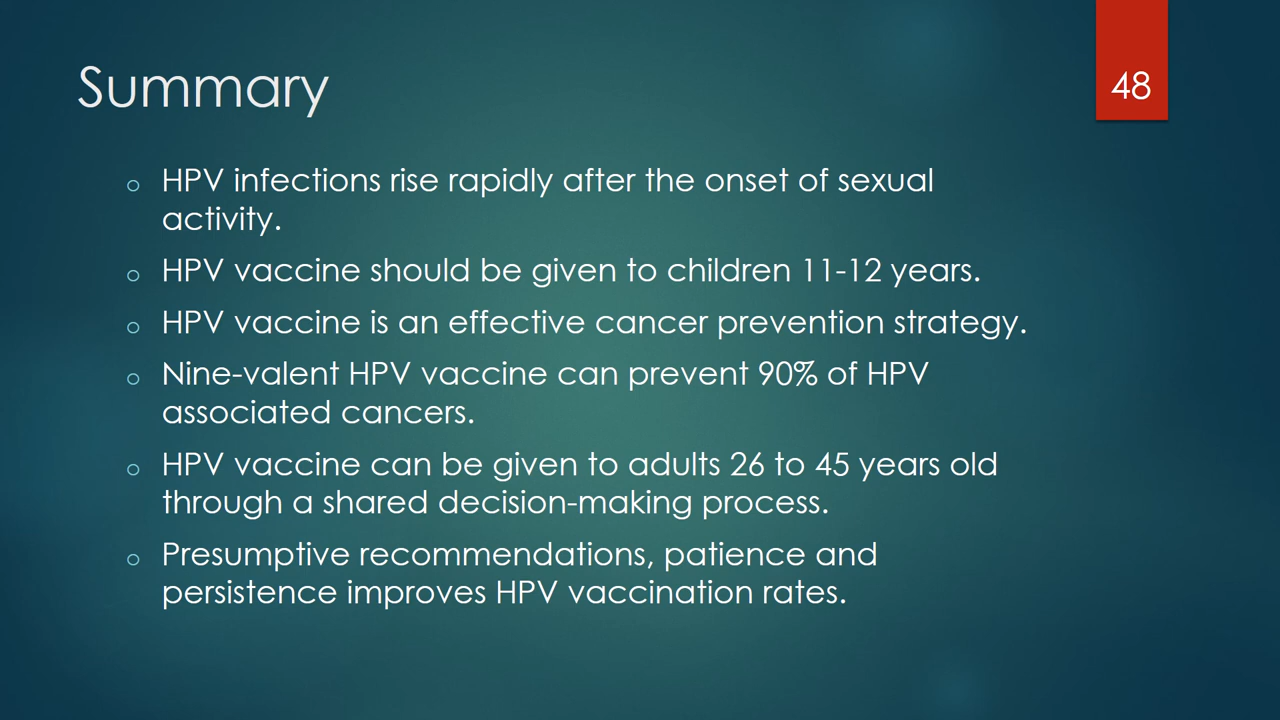 Summary
48
HPV infections rise rapidly after the onset of sexual
activity.
HPV vaccine should be given to children 11-12 years.
HPV vaccine is an effective cancer prevention strategy.
Nine-valent HPV vaccine can prevent 90% of HPV
associated cancers.
HPV vaccine can be given to adults 26 to 45 years old
through a shared decision-making process.
Presumptive recommendations, patience and
persistence improves HPV vaccination rates.